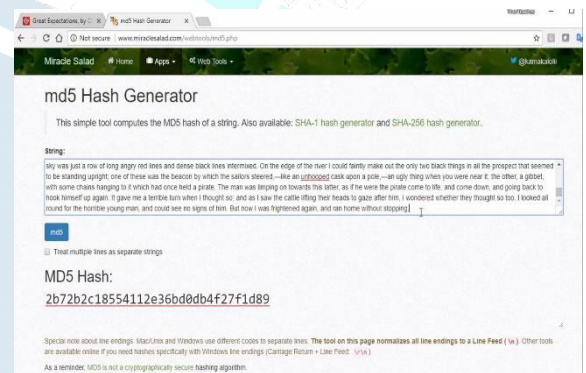 Great Expectations, by C
md5 Hash Generator
Not secure | www.miraclesalad.com/webtools/md5.php
Miracle Salad Home Apps Web Tools @kamakalolii
md5 Hash Generator
This simple tool computes the MD5 hash of a string. Also available: SHA-1 hash generator and SHA-256 hash generator.
String:
sky was just a row of long angry red lines and dense black lines intermixed. On the edge of the river I could faintly make out the only two black things in all the prospect that seemed
to be standing upright; one of these was the beacon by which the sailors steered,—like an unhooped cask upon a pole,—an ugly thing when you were near it; the other, a gibbet,
with some chains hanging to it which had once held a pirate. The man was limping on towards this latter, as if he were the pirate come to life, and come down, and going back to
hook himself up again. It gave me a terrible turn when I thought so; and as I saw the cattle lifting their heads to gaze after him, I wondered whether they thought so too. I looked all
round for the horrible young man, and could see no signs of him. But now I was frightened again, and ran home without stopping.
md5
Treat multiple lines as separate strings
MD5 Hash:
2b72b2c18554112e36bd0db4f27f1d89
Special note about line endings: Mac/Unix and Windows use different codes to separate lines. The tool on this page normalizes all line endings to a Line Feed (\n). Other tools
are available online if you need hashes specifically with Windows line endings (Carriage Return + Line Feed: \r\n).
As a reminder, MD5 is not a cryptographically secure hashing algorithm.